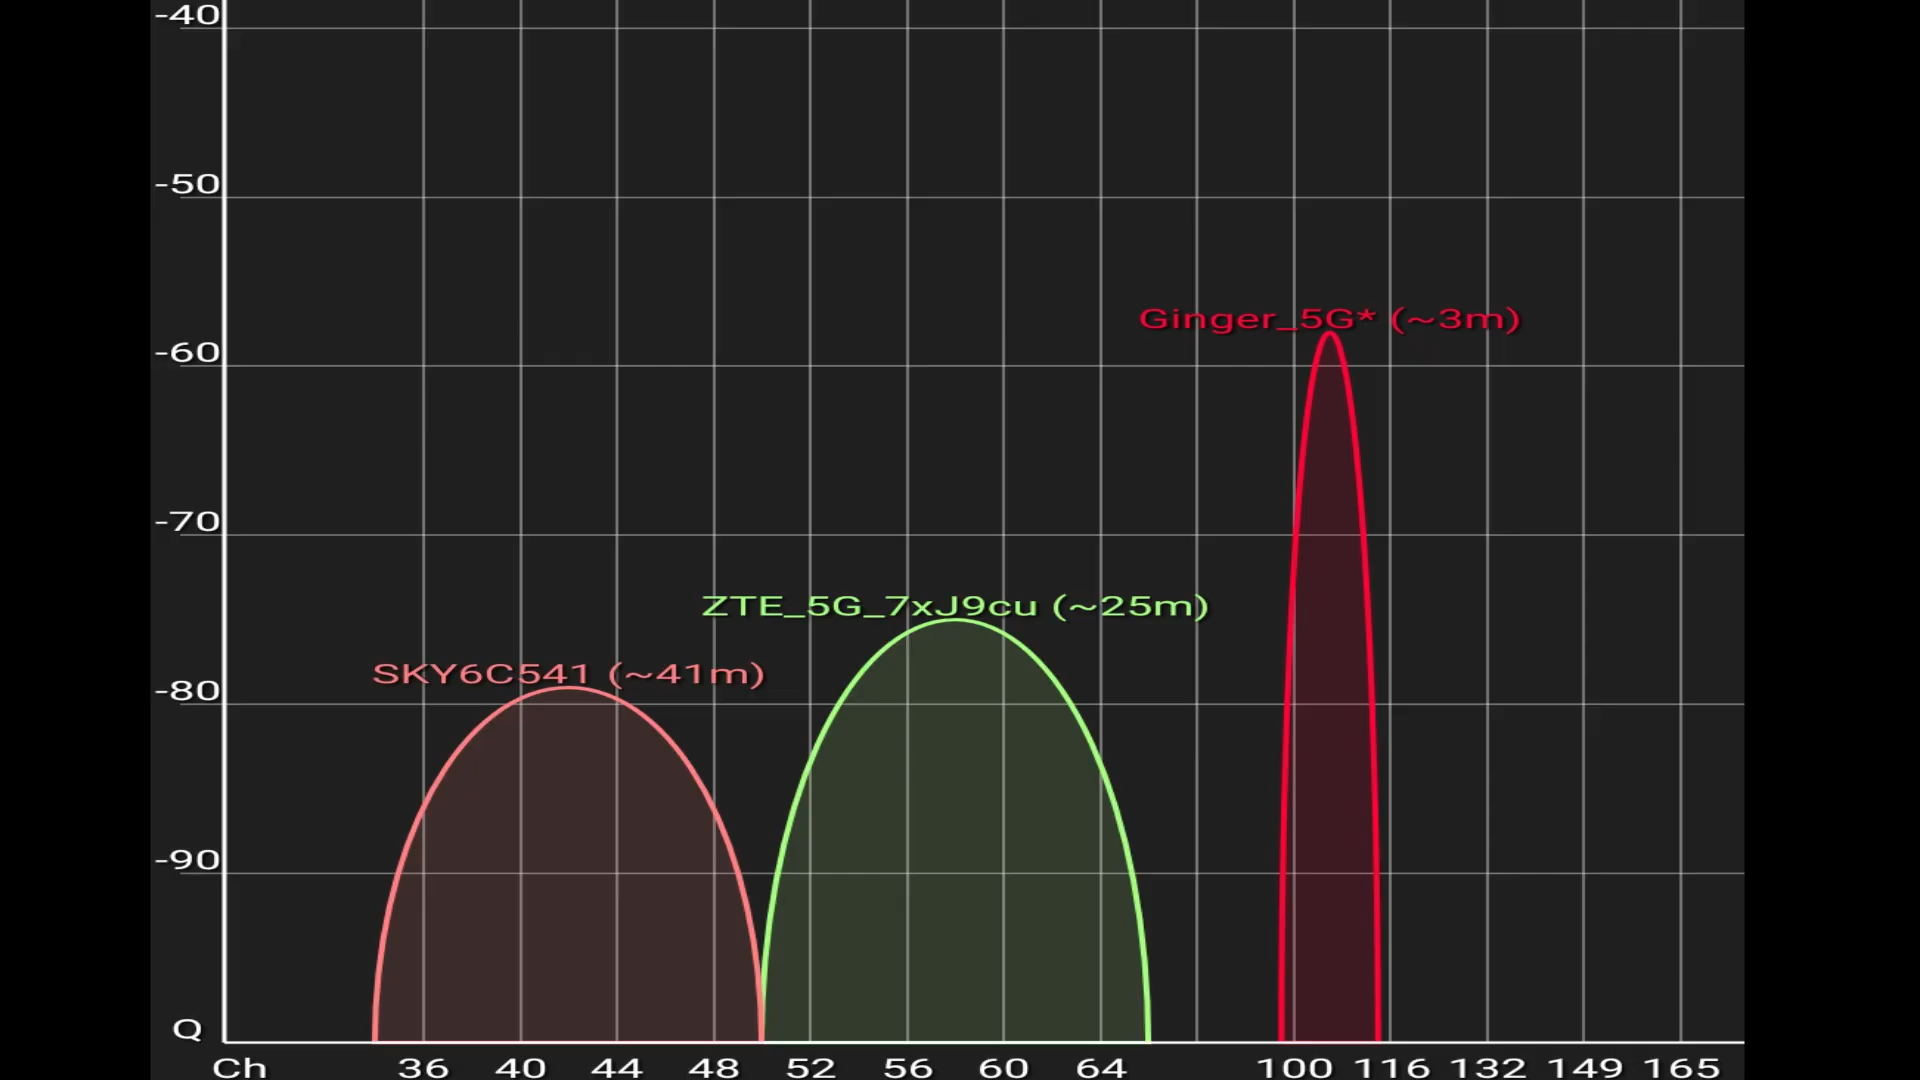 -40
-50
Ginger_5G* (~3m)
-60
-70
ZTE_5G_7xJ9cu (~25m)
SKY6C541 (~41m)
-80
-90
Q
Ch 36 40 44 48 52 56 60 64 100 116 132 149 165